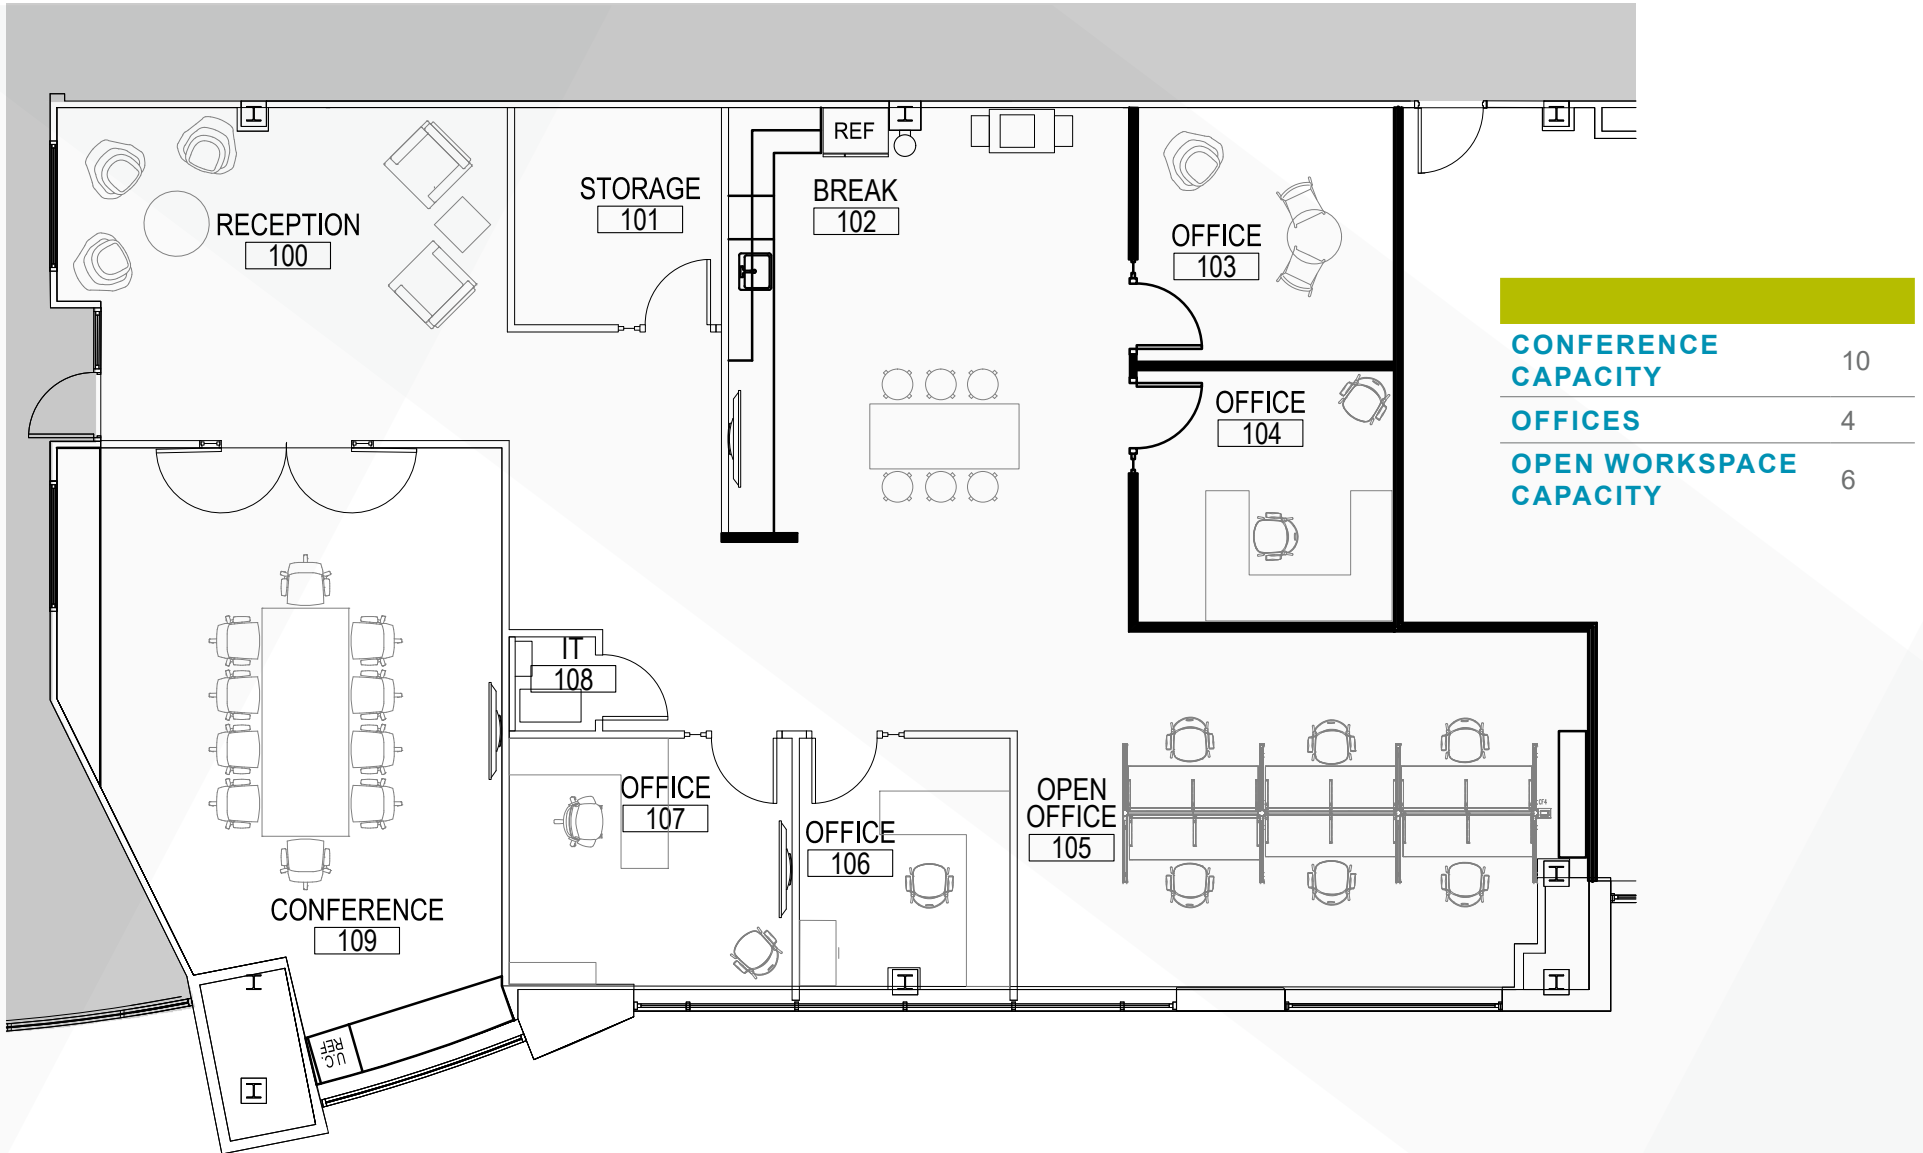 REF
STORAGE
101
BREAK
102
RECEPTION
100
OFFICE
103
CONFERENCE
CAPACITY
10
OFFICES
4
OPEN WORKSPACE
CAPACITY
6
OFFICE
104
IT
108
OFFICE
107
OFFICE
106
OPEN
OFFICE
105
CONFERENCE
109
U.C.
REF